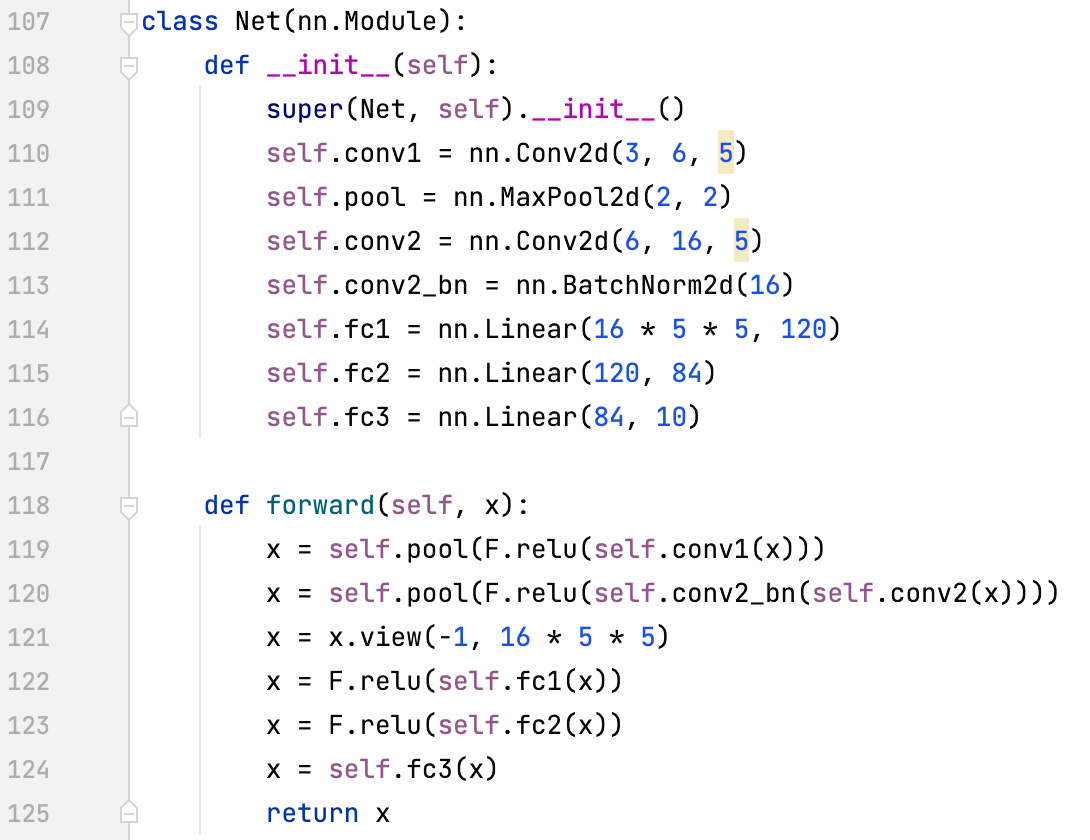 107 class Net(nn.Module):
108     def __init__(self):
109         super(Net, self).__init__()
110         self.conv1 = nn.Conv2d(3, 6, 5)
111         self.pool = nn.MaxPool2d(2, 2)
112         self.conv2 = nn.Conv2d(6, 16, 5)
113         self.conv2_bn = nn.BatchNorm2d(16)
114         self.fc1 = nn.Linear(16 * 5 * 5, 120)
115         self.fc2 = nn.Linear(120, 84)
116         self.fc3 = nn.Linear(84, 10)
117
118     def forward(self, x):
119         x = self.pool(F.relu(self.conv1(x)))
120         x = self.pool(F.relu(self.conv2_bn(self.conv2(x))))
121         x = x.view(-1, 16 * 5 * 5)
122         x = F.relu(self.fc1(x))
123         x = F.relu(self.fc2(x))
124         x = self.fc3(x)
125         return x